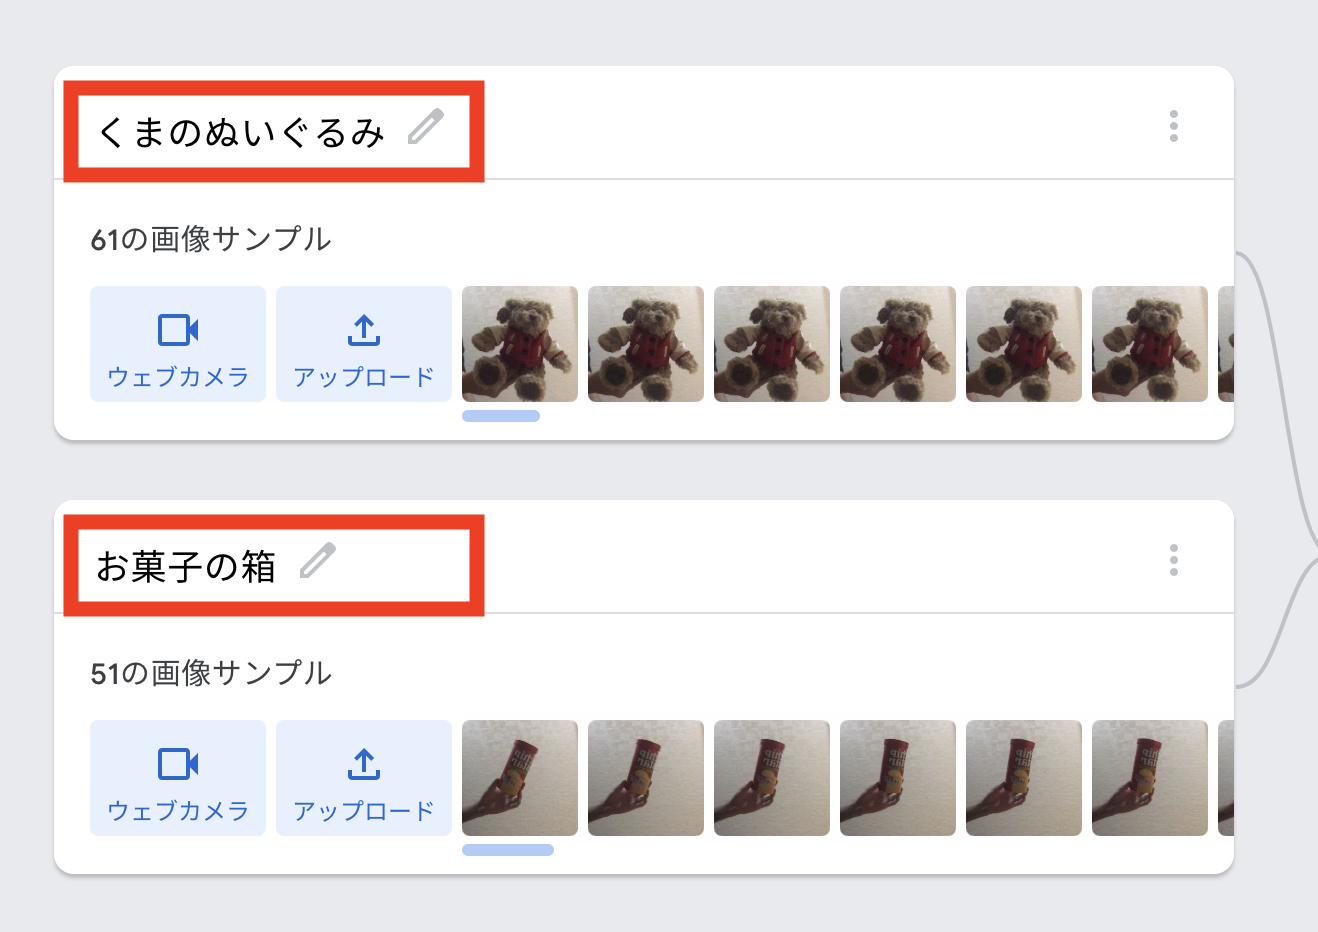 くまのぬいぐるみ
61の画像サンプル
ウェブカメラ
アップロード
お菓子の箱
51の画像サンプル
ウェブカメラ
アップロード